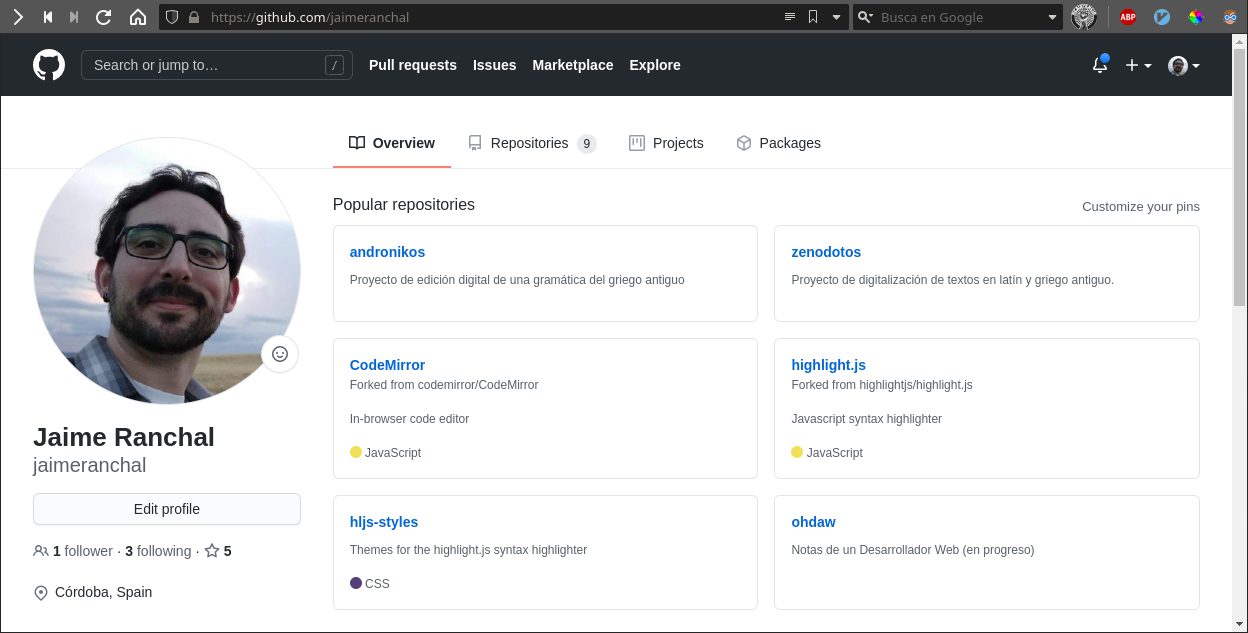 https://github.com/jaimeranchal
Busca en Google
ABP
Search or jump to…
/
Pull requests
Issues
Marketplace
Explore
Overview
Repositories 9
Projects
Packages
Popular repositories
Customize your pins
andronikos
Proyecto de edición digital de una gramática del griego antiguo
zenodotos
Proyecto de digitalización de textos en latín y griego antiguo.
CodeMirror
Forked from codemirror/CodeMirror
In-browser code editor
JavaScript
highlight.js
Forked from highlightjs/highlight.js
Javascript syntax highlighter
JavaScript
hljs-styles
Themes for the highlight.js syntax highlighter
CSS
ohdaw
Notas de un Desarrollador Web (en progreso)
Jaime Ranchal
jaimeranchal
Edit profile
1 follower · 3 following · 5
Córdoba, Spain